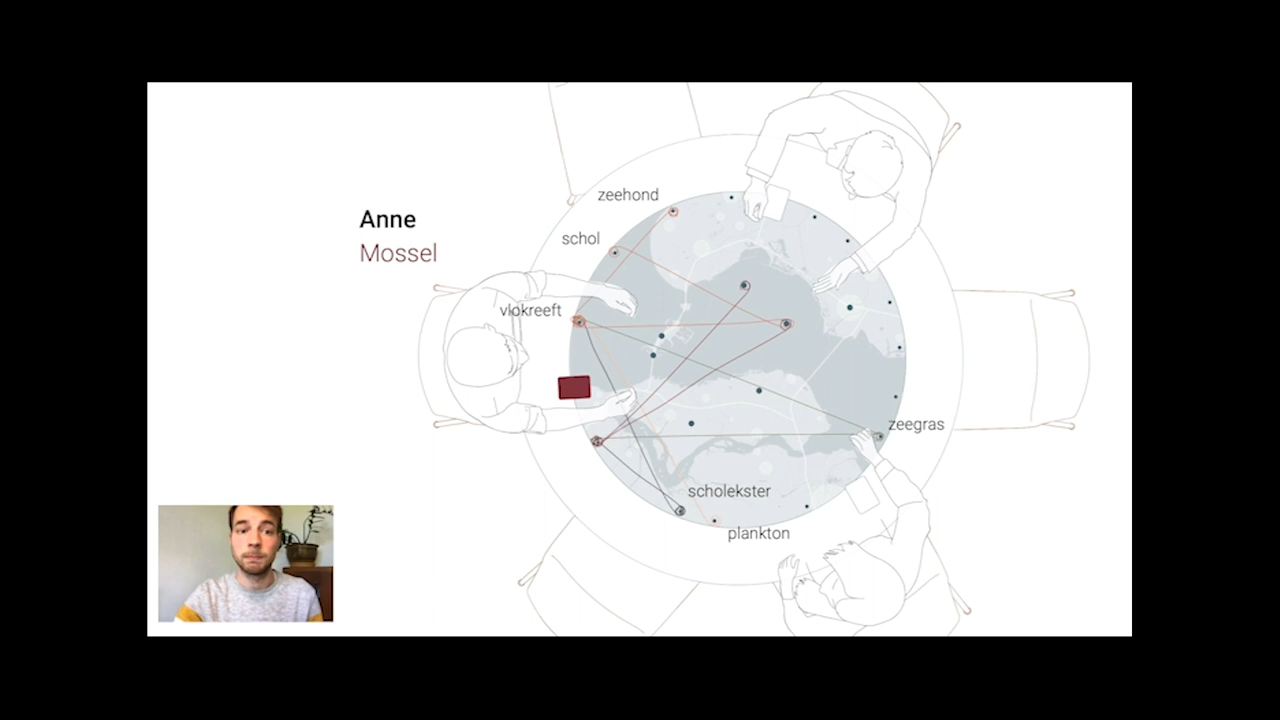 Anne
Mossel
zeehond
schol
vlokreeft
zeegras
scholekster
plankton